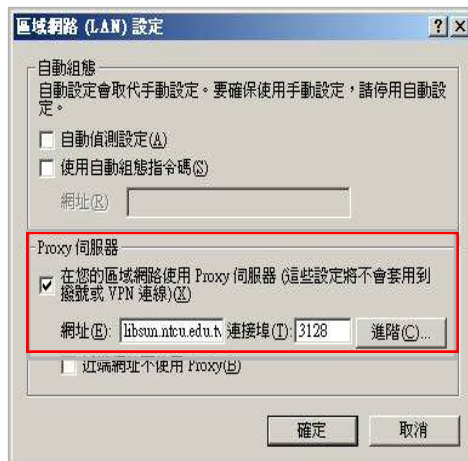 區域網路 (LAN) 設定
自動組態
自動設定會取代手動設定。要確保使用手動設定，請停用自動設
定。
自動偵測設定(A)
使用自動組態指令碼(S)
網址(R)
Proxy 伺服器
在您的區域網路使用 Proxy 伺服器 (這些設定將不會套用到
撥號或 VPN 連線)(X)
網址(E): libsun.ntcu.edu.tw 連接埠(T): 3128 進階(C)...
近端網址不使用 Proxy(B)
確定 取消